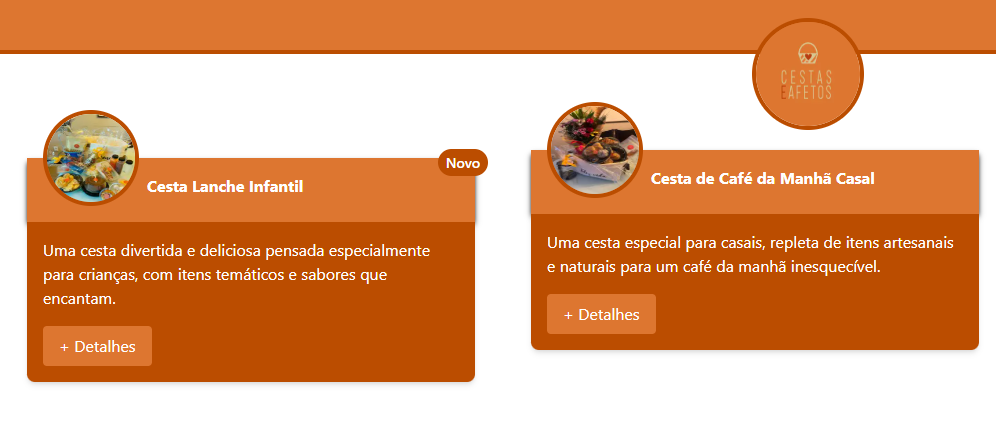 CESTAS
E AFETOS
Novo
Cesta Lanche Infantil
Uma cesta divertida e deliciosa pensada especialmente
para crianças, com itens temáticos e sabores que
encantam.
+ Detalhes
Cesta de Café da Manhã Casal
Uma cesta especial para casais, repleta de itens artesanais
e naturais para um café da manhã inesquecível.
+ Detalhes